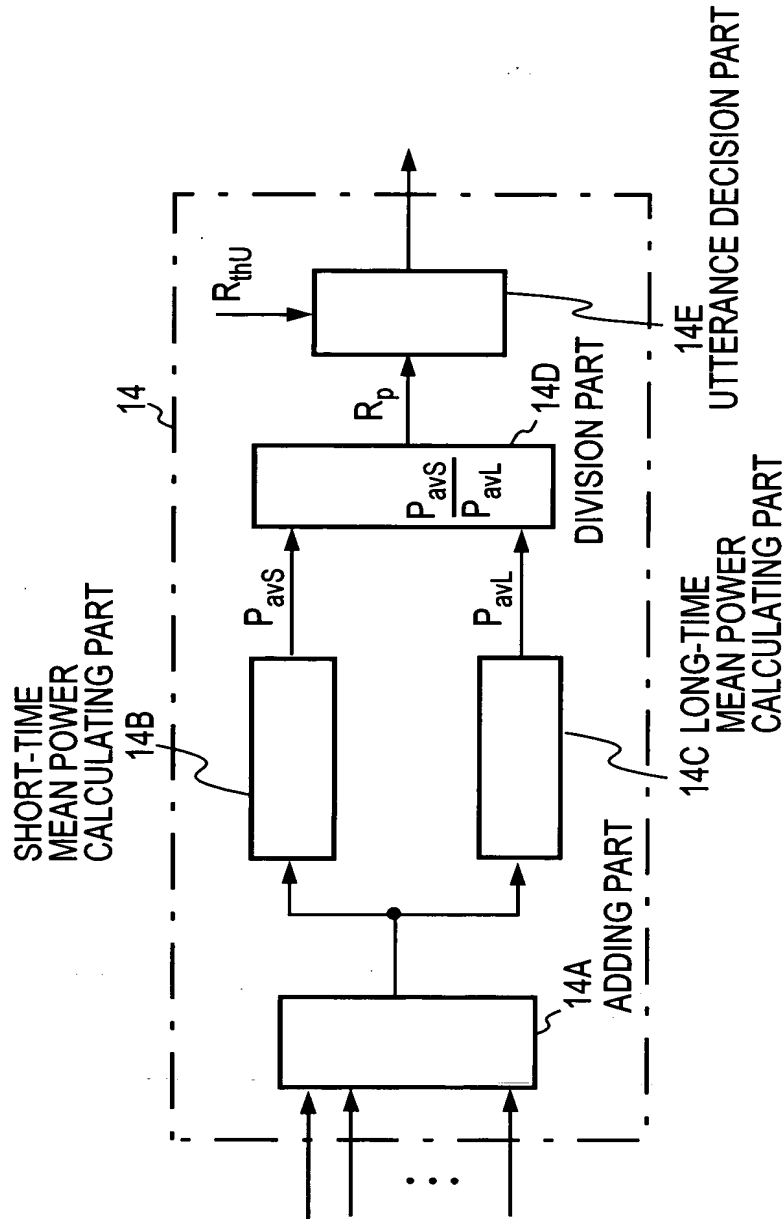 SHORT-TIME
MEAN POWER
CALCULATING PART
14B
14
R_thU
P_avS
R_p
P_avS
P_avL
P_avL
14A
ADDING PART
14C LONG-TIME
MEAN POWER
CALCULATING PART
14D
DIVISION PART
14E
UTTERANCE DECISION PART